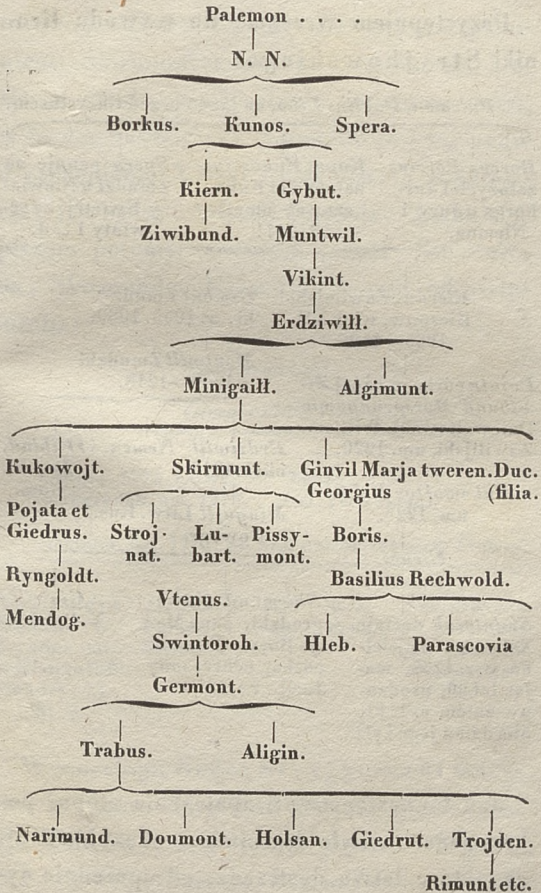 Palemon . . . .
N. N.
Borkus. Kunos. Spera.
Kiern. Gybut.
Ziwibund. Muntwil.
Vikint.
Erdziwiłł.
Minigaiłł. Algimunt.
Kukowojt. Skirmunt. Ginvil Marja tweren. Duc.
Georgius (filia.
Pojata et
Giedrus. Stroj- Lu- Pissy- Boris.
nat. bart. mont.
Ryngoldt. Basilius Rechwold.
Mendog. Vtenus.
Swintoroh. Hleb. Parascovia
Germont.
Trabus. Aligin.
Narimund. Doumont. Holsan. Giedrut. Trojden.
Rimunt etc.